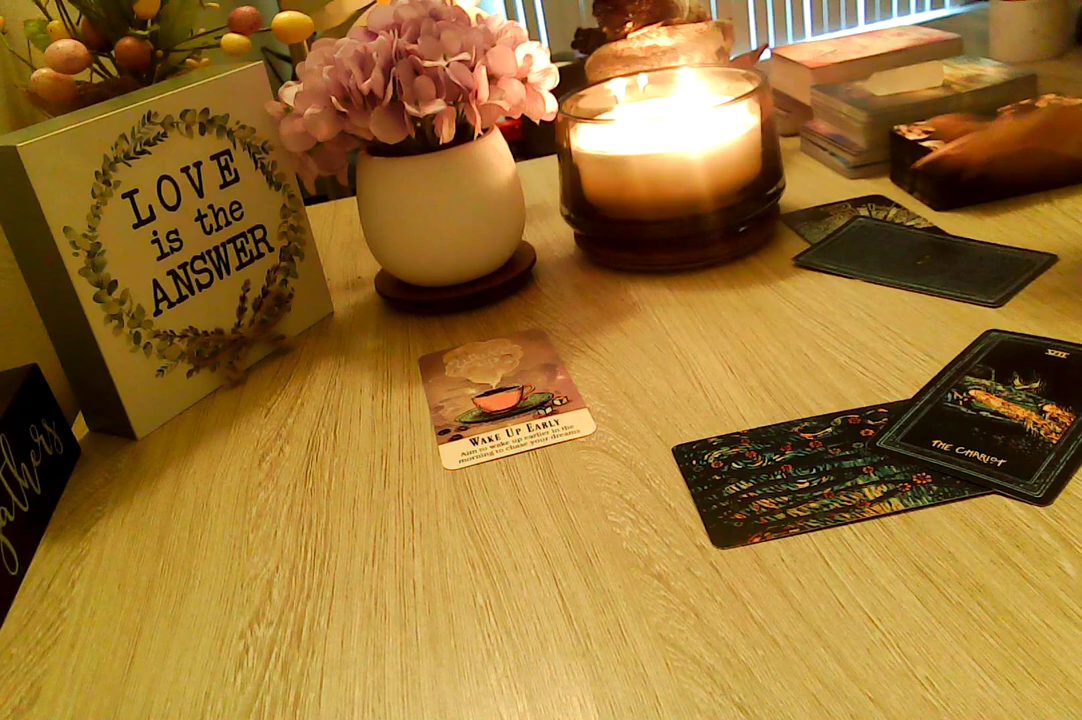 LOVE
is the
ANSWER
WAKE UP EARLY
Aim to wake up earlier in the
morning to chase your dreams
VII
THE CHARIOT